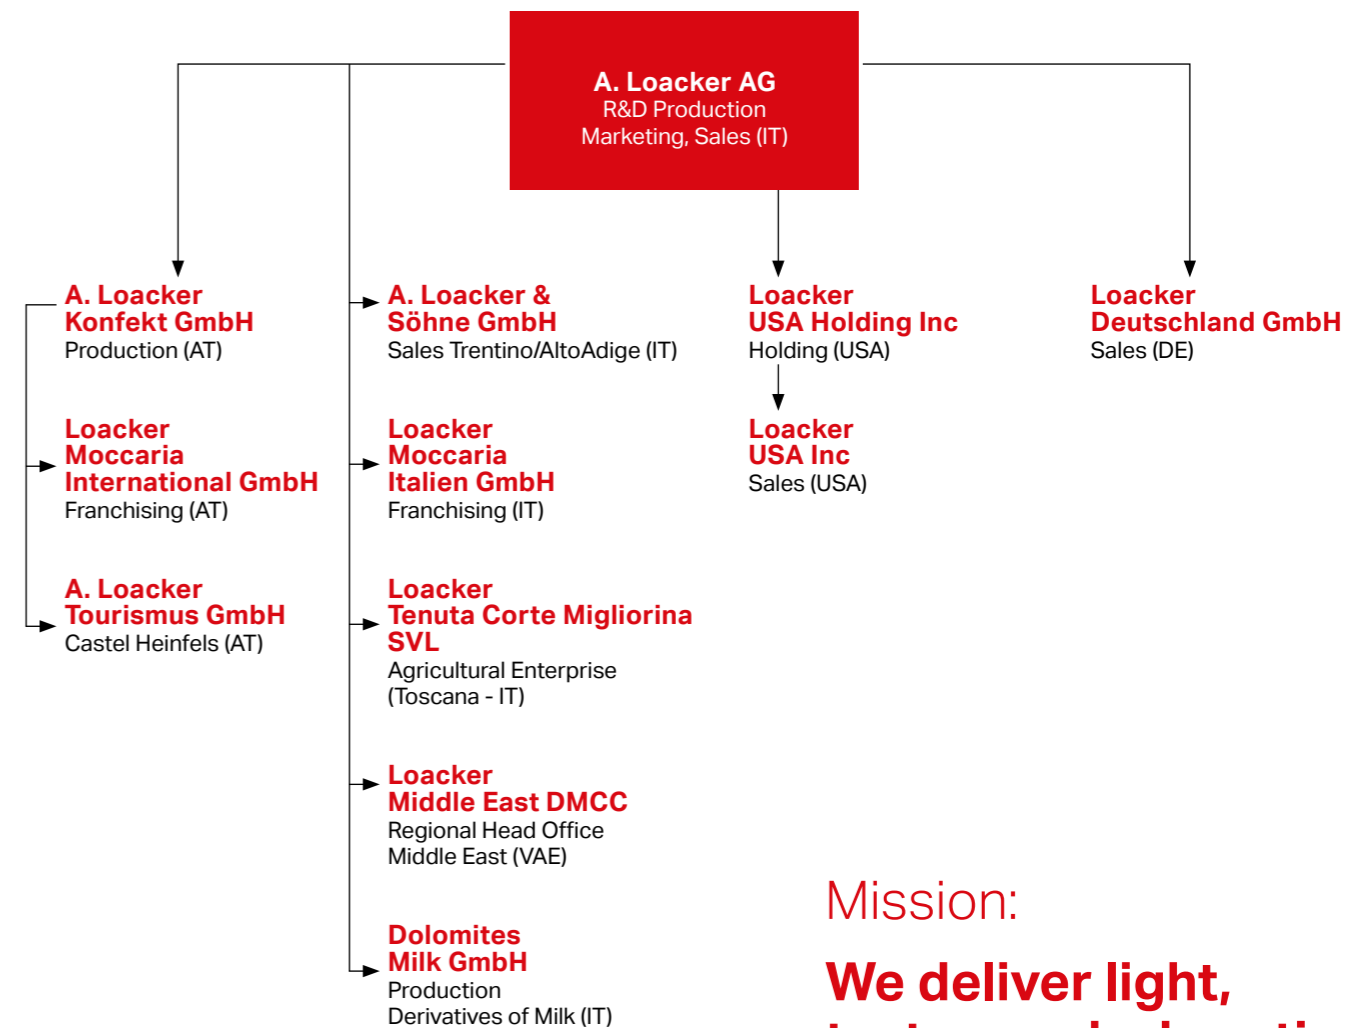 A. Loacker AG
R&D Production
Marketing, Sales (IT)
A. Loacker
Konfekt GmbH
Production (AT)
Loacker
Moccaria
International GmbH
Franchising (AT)
A. Loacker
Tourismus GmbH
Castel Heinfels (AT)
A. Loacker &
Söhne GmbH
Sales Trentino/AltoAdige (IT)
Loacker
Moccaria
Italien GmbH
Franchising (IT)
Loacker
Tenuta Corte Migliorina
SVL
Agricultural Enterprise
(Toscana - IT)
Loacker
Middle East DMCC
Regional Head Office
Middle East (VAE)
Dolomites
Milk GmbH
Production
Derivatives of Milk (IT)
Loacker
USA Holding Inc
Holding (USA)
Loacker
USA Inc
Sales (USA)
Loacker
Deutschland GmbH
Sales (DE)
Mission:
We deliver light,